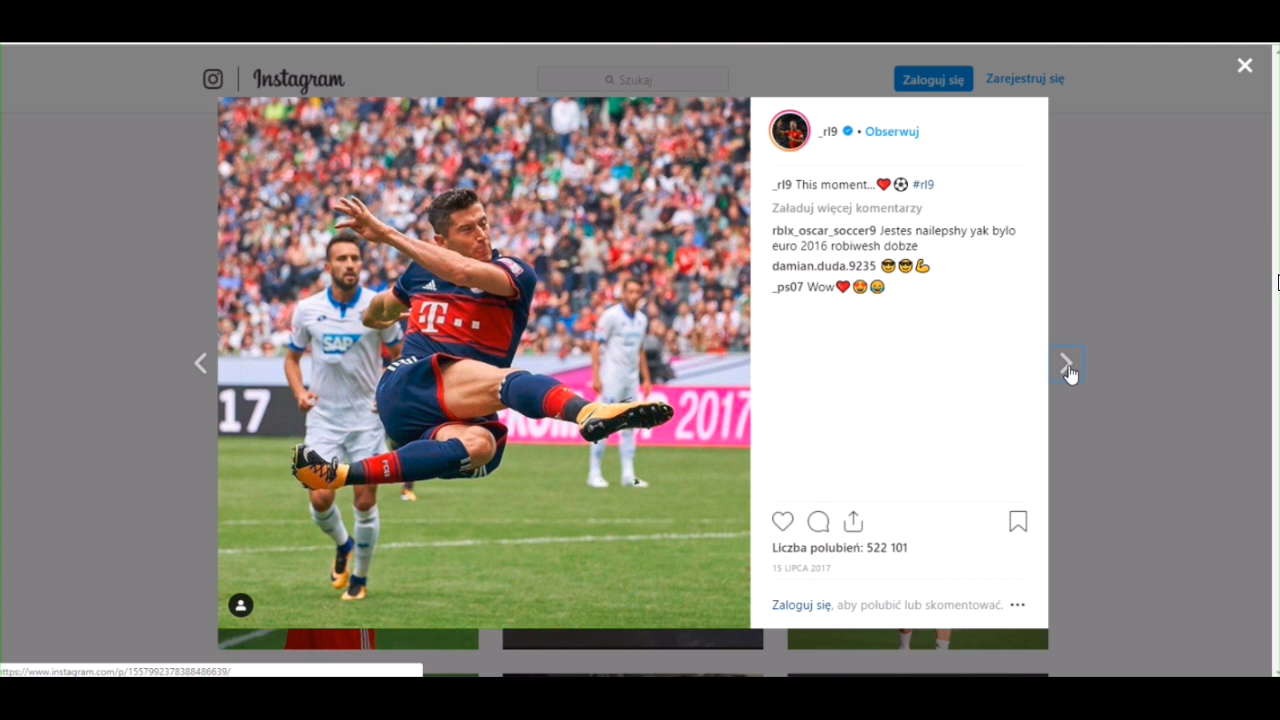 Instagram
Szukaj
Zaloguj się
Zarejestruj się
_rl9 • Obserwuj
_rl9 This moment...❤️ ⚽ #rl9
Załaduj więcej komentarzy
rblx_oscar_soccer9 Jestes nailepshy yak bylo
euro 2016 robiwesh dobze
damian.duda.9235 😎😎💪
_ps07 Wow❤️😍😂
SAP
T . . .
FCB
17
2017
Liczba polubień: 522 101
15 LIPCA 2017
Zaloguj się, aby polubić lub skomentować.
https://www.instagram.com/p/1557992378388486639/